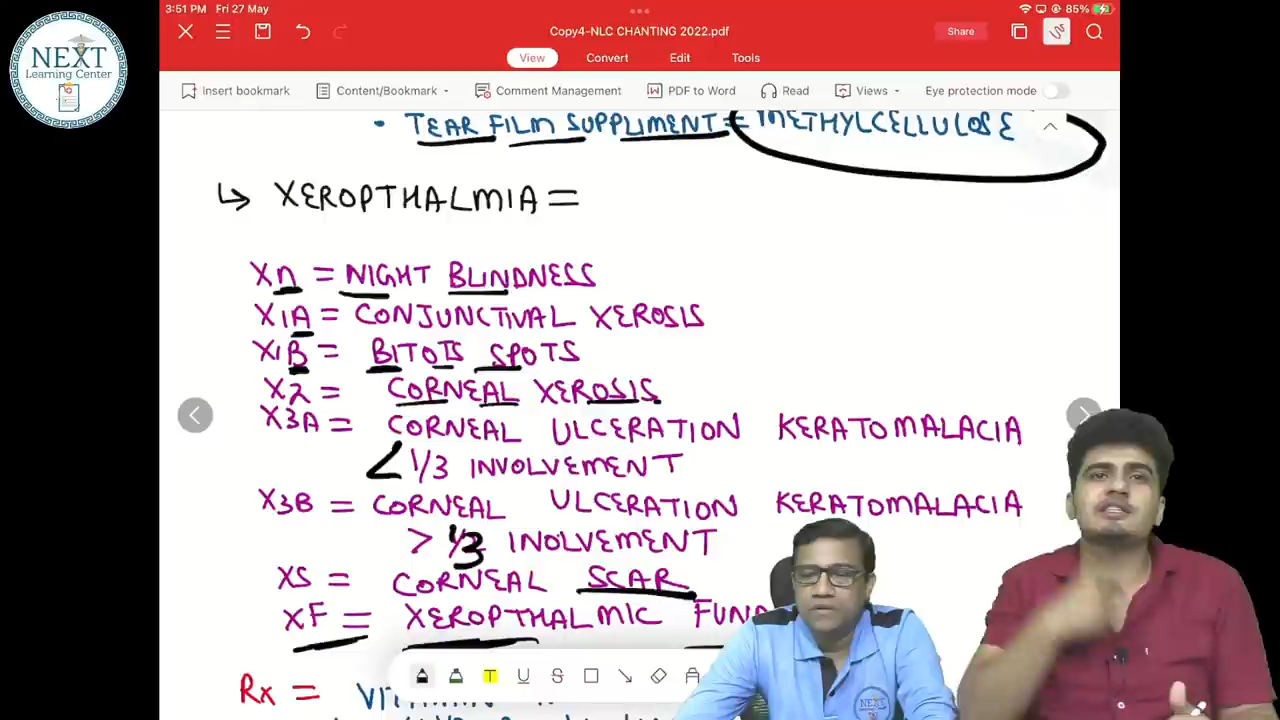 3:51 PM Fri 27 May
85%
NEXT
Learning Center
Copy4-NLC CHANTING 2022.pdf
Share
View Convert Edit Tools
Insert bookmark Content/Bookmark Comment Management PDF to Word Read Views Eye protection mode
• TEAR FILM SUPPLIMENT = METHYLCELLULOSE
↳ XEROPTHALMIA =
Xn = NIGHT BLINDNESS
X1A = CONJUNCTIVAL XEROSIS
X1B = BITOTS SPOTS
X2 = CORNEAL XEROSIS
X3A = CORNEAL ULCERATION KERATOMALACIA
< 1/3 INVOLVEMENT
X3B = CORNEAL ULCERATION KERATOMALACIA
> 1/3 INOLVEMENT
XS = CORNEAL SCAR
XF = XEROPTHALMIC
Rx =
NEXT